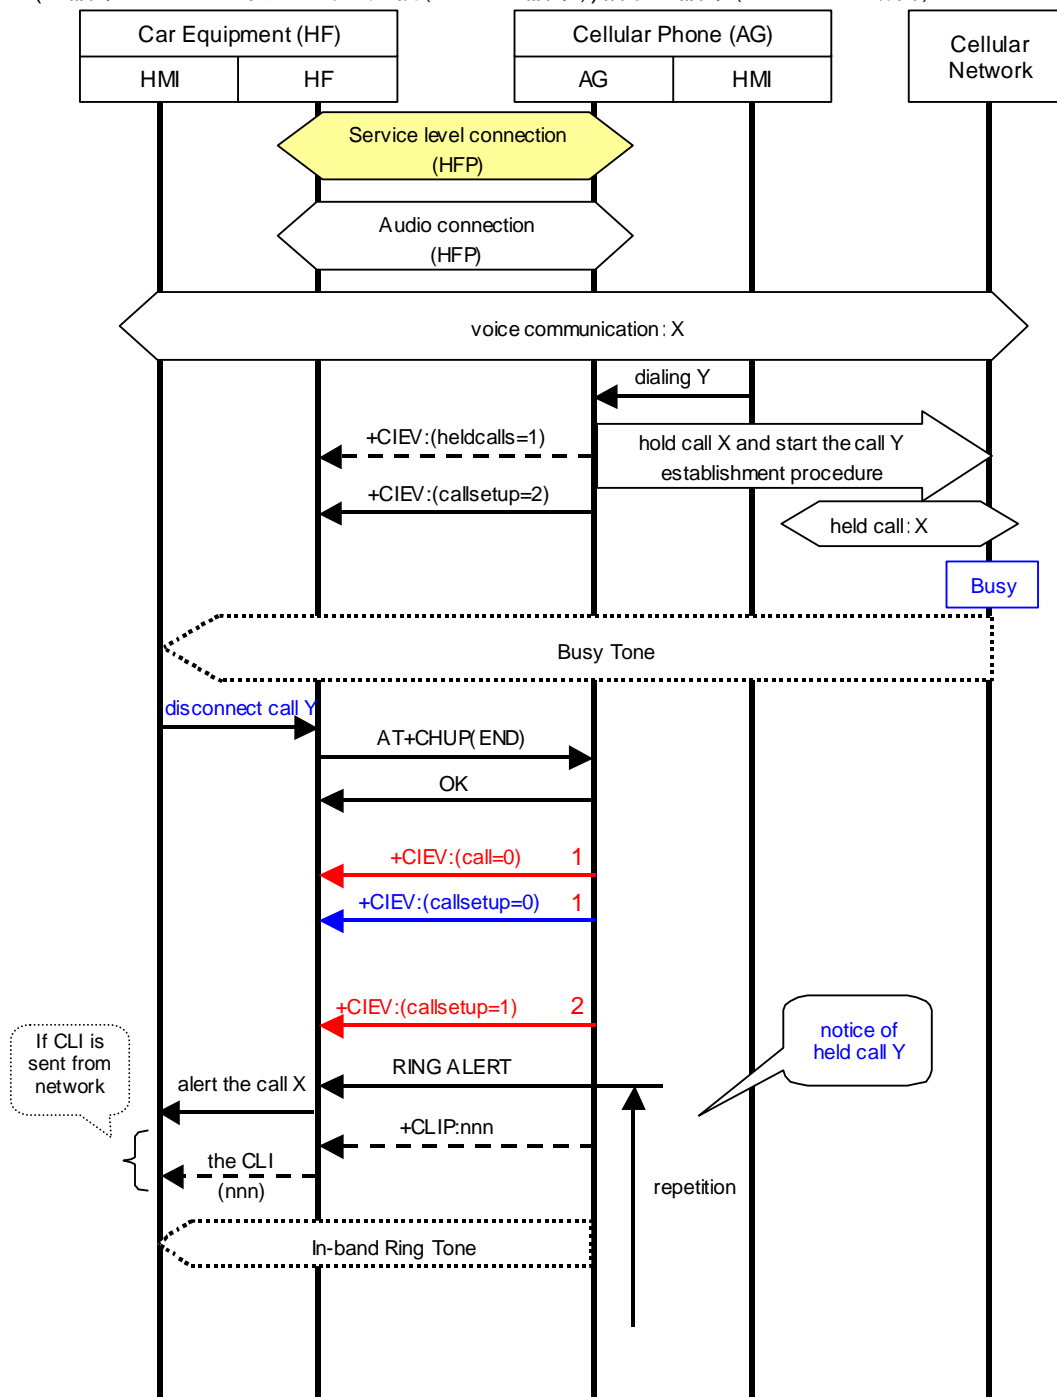 Car Equipment (HF)
Cellular Phone (AG)
Cellular
Network
HMI
HF
AG
HMI
Service level connection
(HFP)
Audio connection
(HFP)
voice communication: X
dialing Y
+CIEV:(heldcalls=1)
hold call X and start the call Y
establishment procedure
+CIEV:(callsetup=2)
held call: X
Busy
Busy Tone
disconnect call Y
AT+CHUP(END)
OK
+CIEV:(call=0) 1
+CIEV:(callsetup=0) 1
+CIEV:(callsetup=1) 2
notice of
held call Y
If CLI is
sent from
network
RING ALERT
alert the call X
+CLIP:nnn
the CLI
(nnn)
repetition
In-band Ring Tone